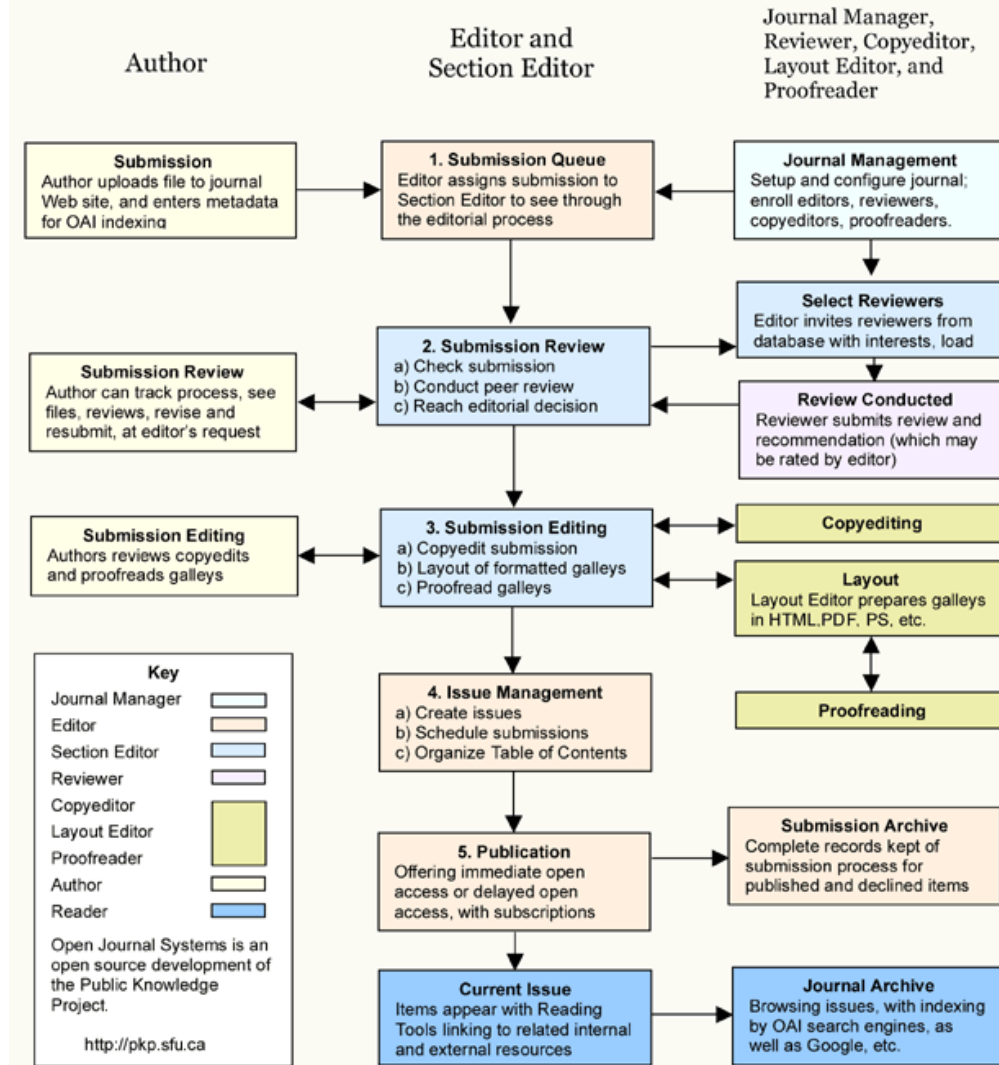 Author
Editor and
Section Editor
Journal Manager,
Reviewer, Copyeditor,
Layout Editor, and
Proofreader
Submission
Author uploads file to journal
Web site, and enters metadata
for OAI indexing
1. Submission Queue
Editor assigns submission to
Section Editor to see through
the editorial process
Journal Management
Setup and configure journal;
enroll editors, reviewers,
copyeditors, proofreaders.
Select Reviewers
Editor invites reviewers from
database with interests, load
Submission Review
Author can track process, see
files, reviews, revise and
resubmit, at editor's request
2. Submission Review
a) Check submission
b) Conduct peer review
c) Reach editorial decision
Review Conducted
Reviewer submits review and
recommendation (which may
be rated by editor)
Submission Editing
Authors reviews copyedits
and proofreads galleys
3. Submission Editing
a) Copyedit submission
b) Layout of formatted galleys
c) Proofread galleys
Copyediting
Layout
Layout Editor prepares galleys
in HTML,PDF, PS, etc.
Proofreading
4. Issue Management
a) Create issues
b) Schedule submissions
c) Organize Table of Contents
5. Publication
Offering immediate open
access or delayed open
access, with subscriptions
Submission Archive
Complete records kept of
submission process for
published and declined items
Current Issue
Items appear with Reading
Tools linking to related internal
and external resources
Journal Archive
Browsing issues, with indexing
by OAI search engines, as
well as Google, etc.
Key
Journal Manager
Editor
Section Editor
Reviewer
Copyeditor
Layout Editor
Proofreader
Author
Reader
Open Journal Systems is an
open source development of
the Public Knowledge
Project.
http://pkp.sfu.ca